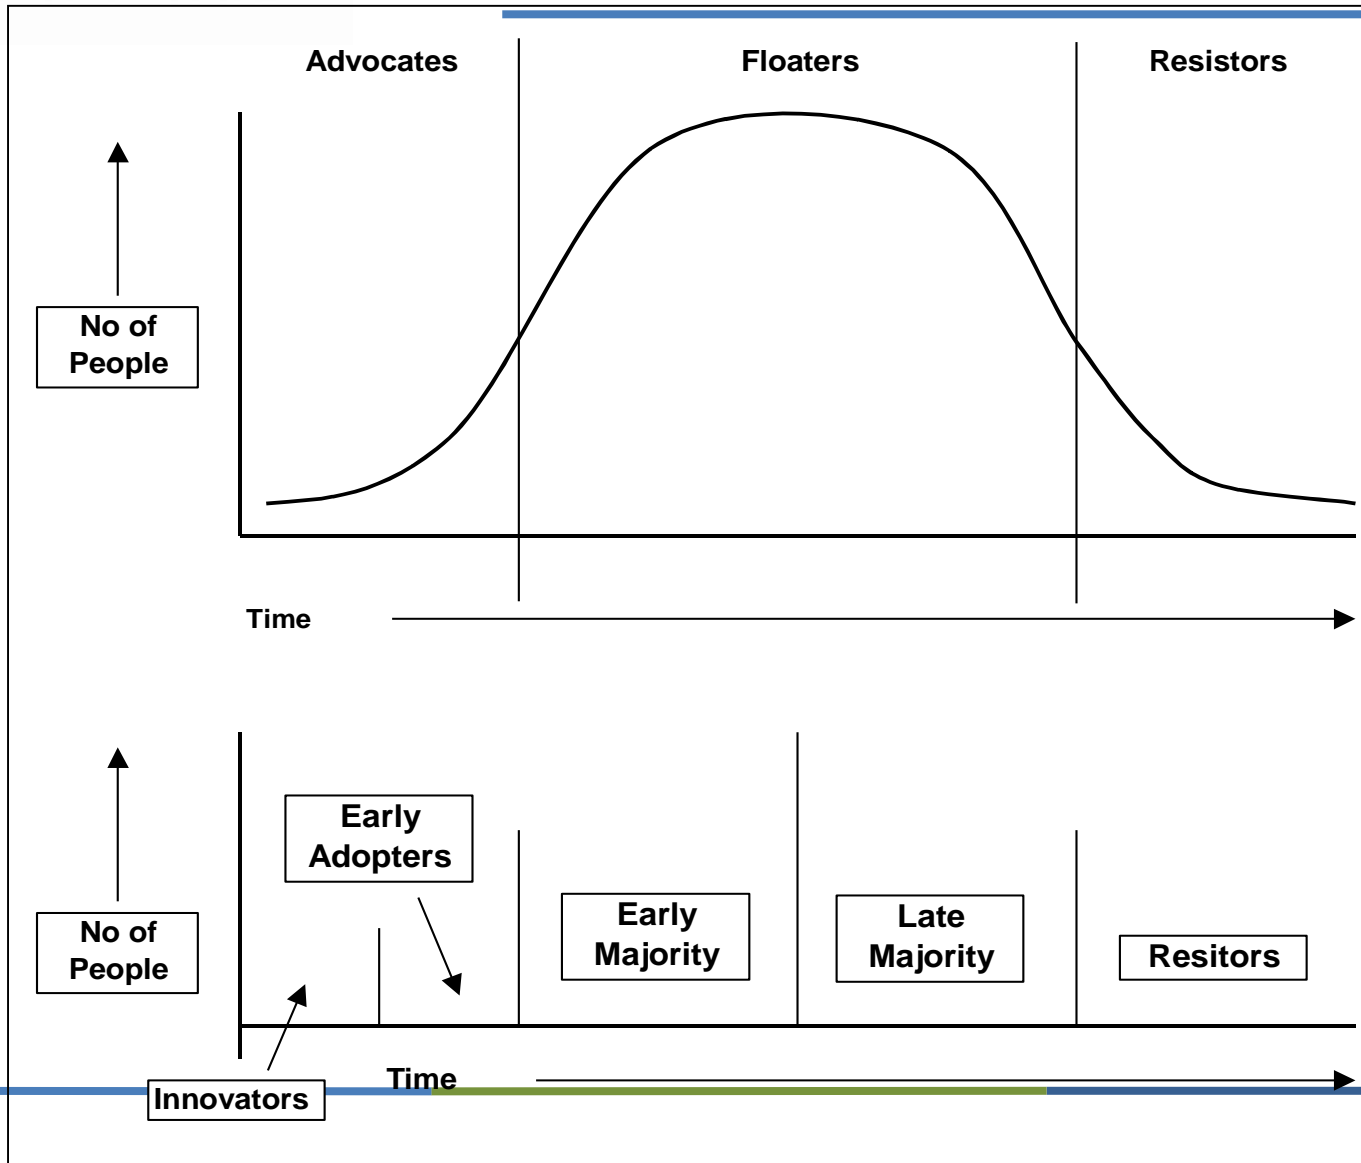 Advocates
Floaters
Resistors
No of
People
Time
Early
Adopters
Early
Majority
Late
Majority
No of
People
Resitors
Time
Innovators